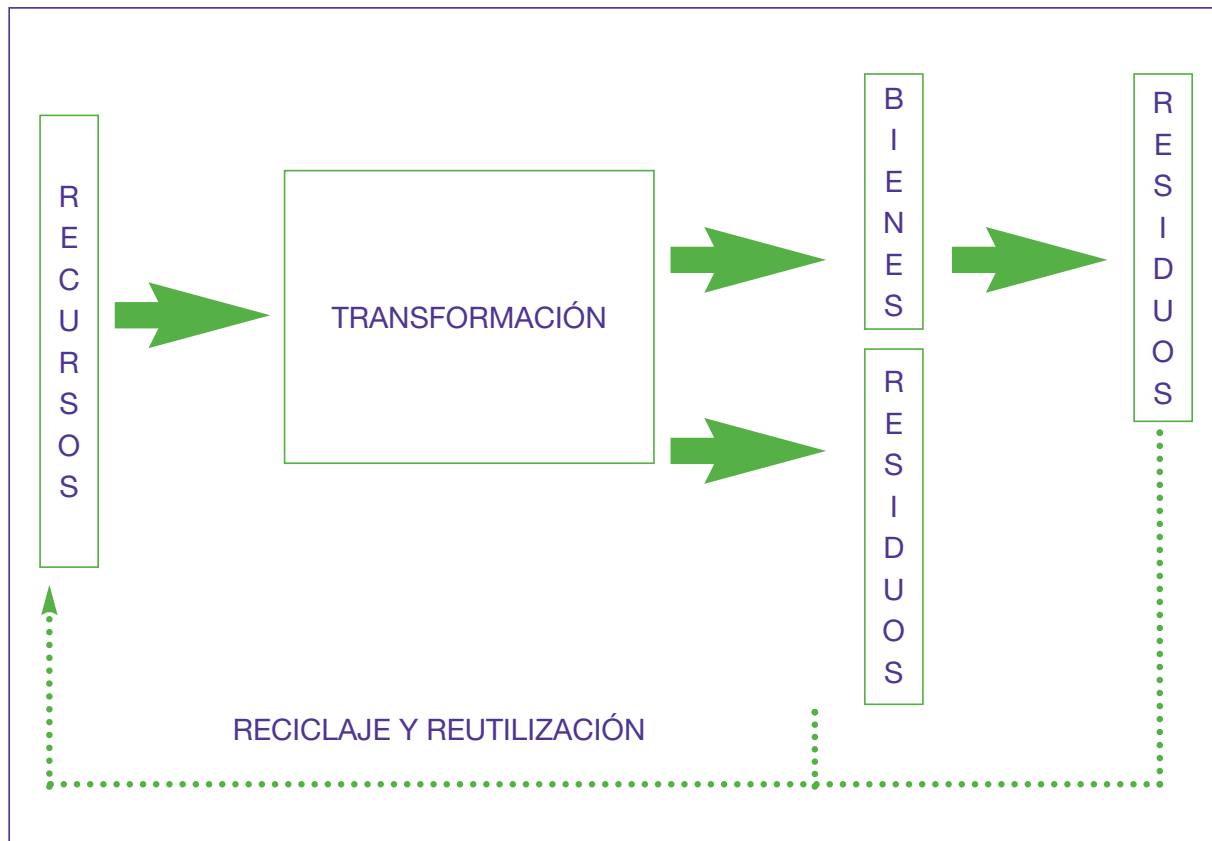 RECURSOS
TRANSFORMACIÓN
BIENES
RESIDUOS
RESIDUOS
RECICLAJE Y REUTILIZACIÓN